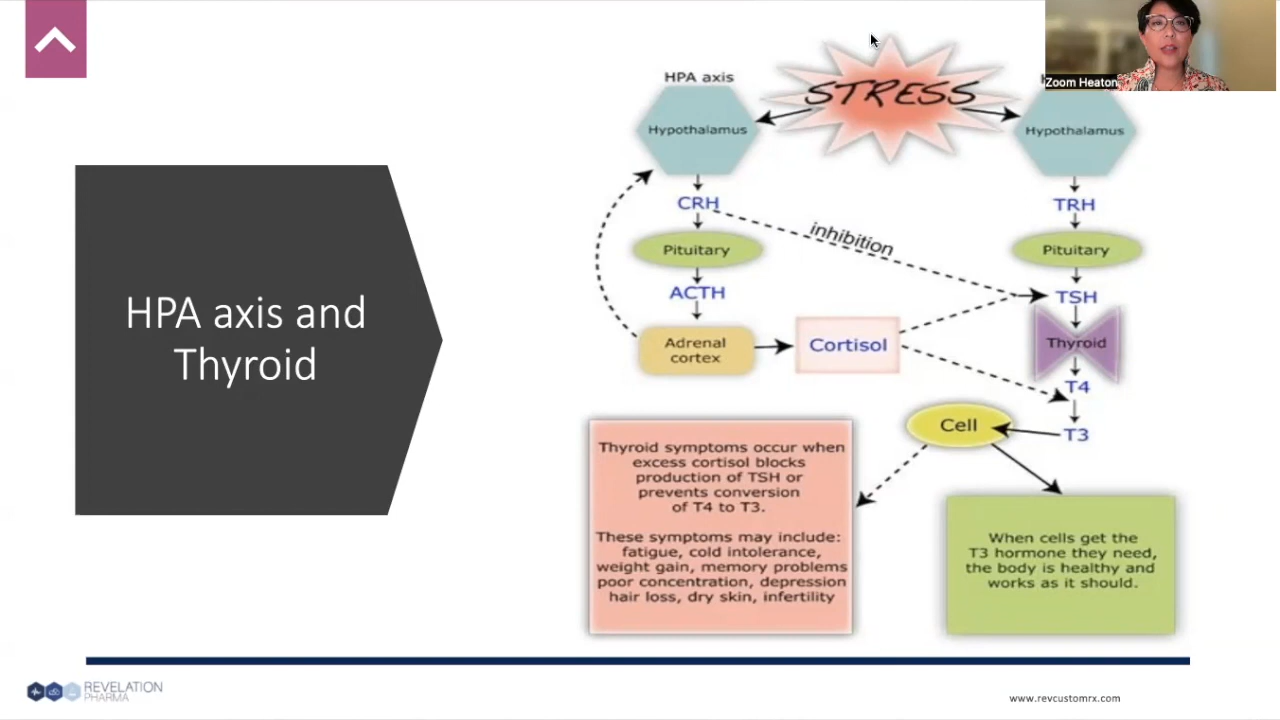 HPA axis and
Thyroid
HPA axis
STRESS
Zoom Heaton
Hypothalamus
Hypothalamus
CRH
TRH
inhibition
Pituitary
Pituitary
ACTH
TSH
Adrenal
cortex
Cortisol
Thyroid
T4
T3
Cell
Thyroid symptoms occur when
excess cortisol blocks
production of TSH or
prevents conversion
of T4 to T3.
These symptoms may include:
fatigue, cold intolerance,
weight gain, memory problems
poor concentration, depression
hair loss, dry skin, infertility
When cells get the
T3 hormone they need,
the body is healthy and
works as it should.
REVELATION
PHARMA
www.revcustomrx.com